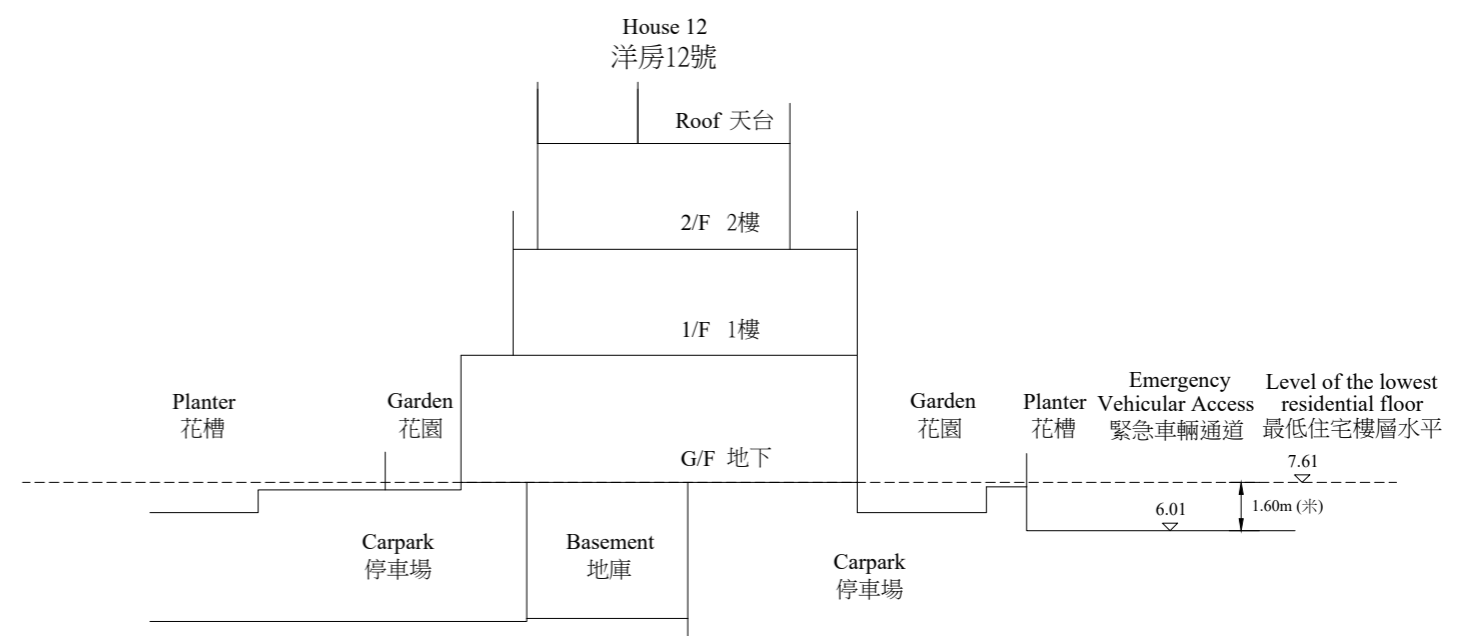 House 12
洋房12號
Roof 天台
2/F 2樓
1/F 1樓
Planter
花槽
Garden
花園
G/F 地下
Garden
花園
Planter
花槽
Emergency
Vehicular Access
緊急車輛通道
Level of the lowest
residential floor
最低住宅樓層水平
7.61
6.01
1.60m (米)
Carpark
停車場
Basement
地庫
Carpark
停車場